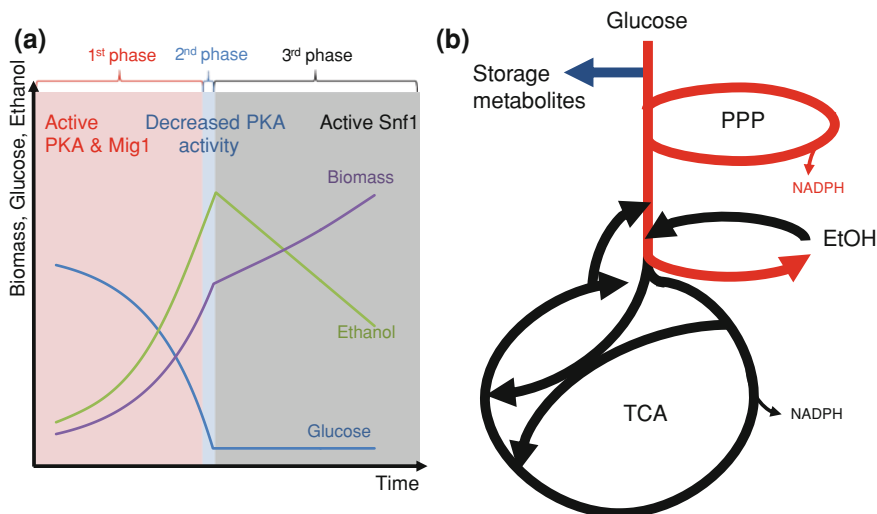 (a)
1st phase
2nd phase
3rd phase
Biomass, Glucose, Ethanol
Active
PKA & Mig1
Decreased PKA
activity
Active Snf1
Biomass
Ethanol
Glucose
Time
(b)
Glucose
Storage
metabolites
PPP
NADPH
EtOH
TCA
NADPH